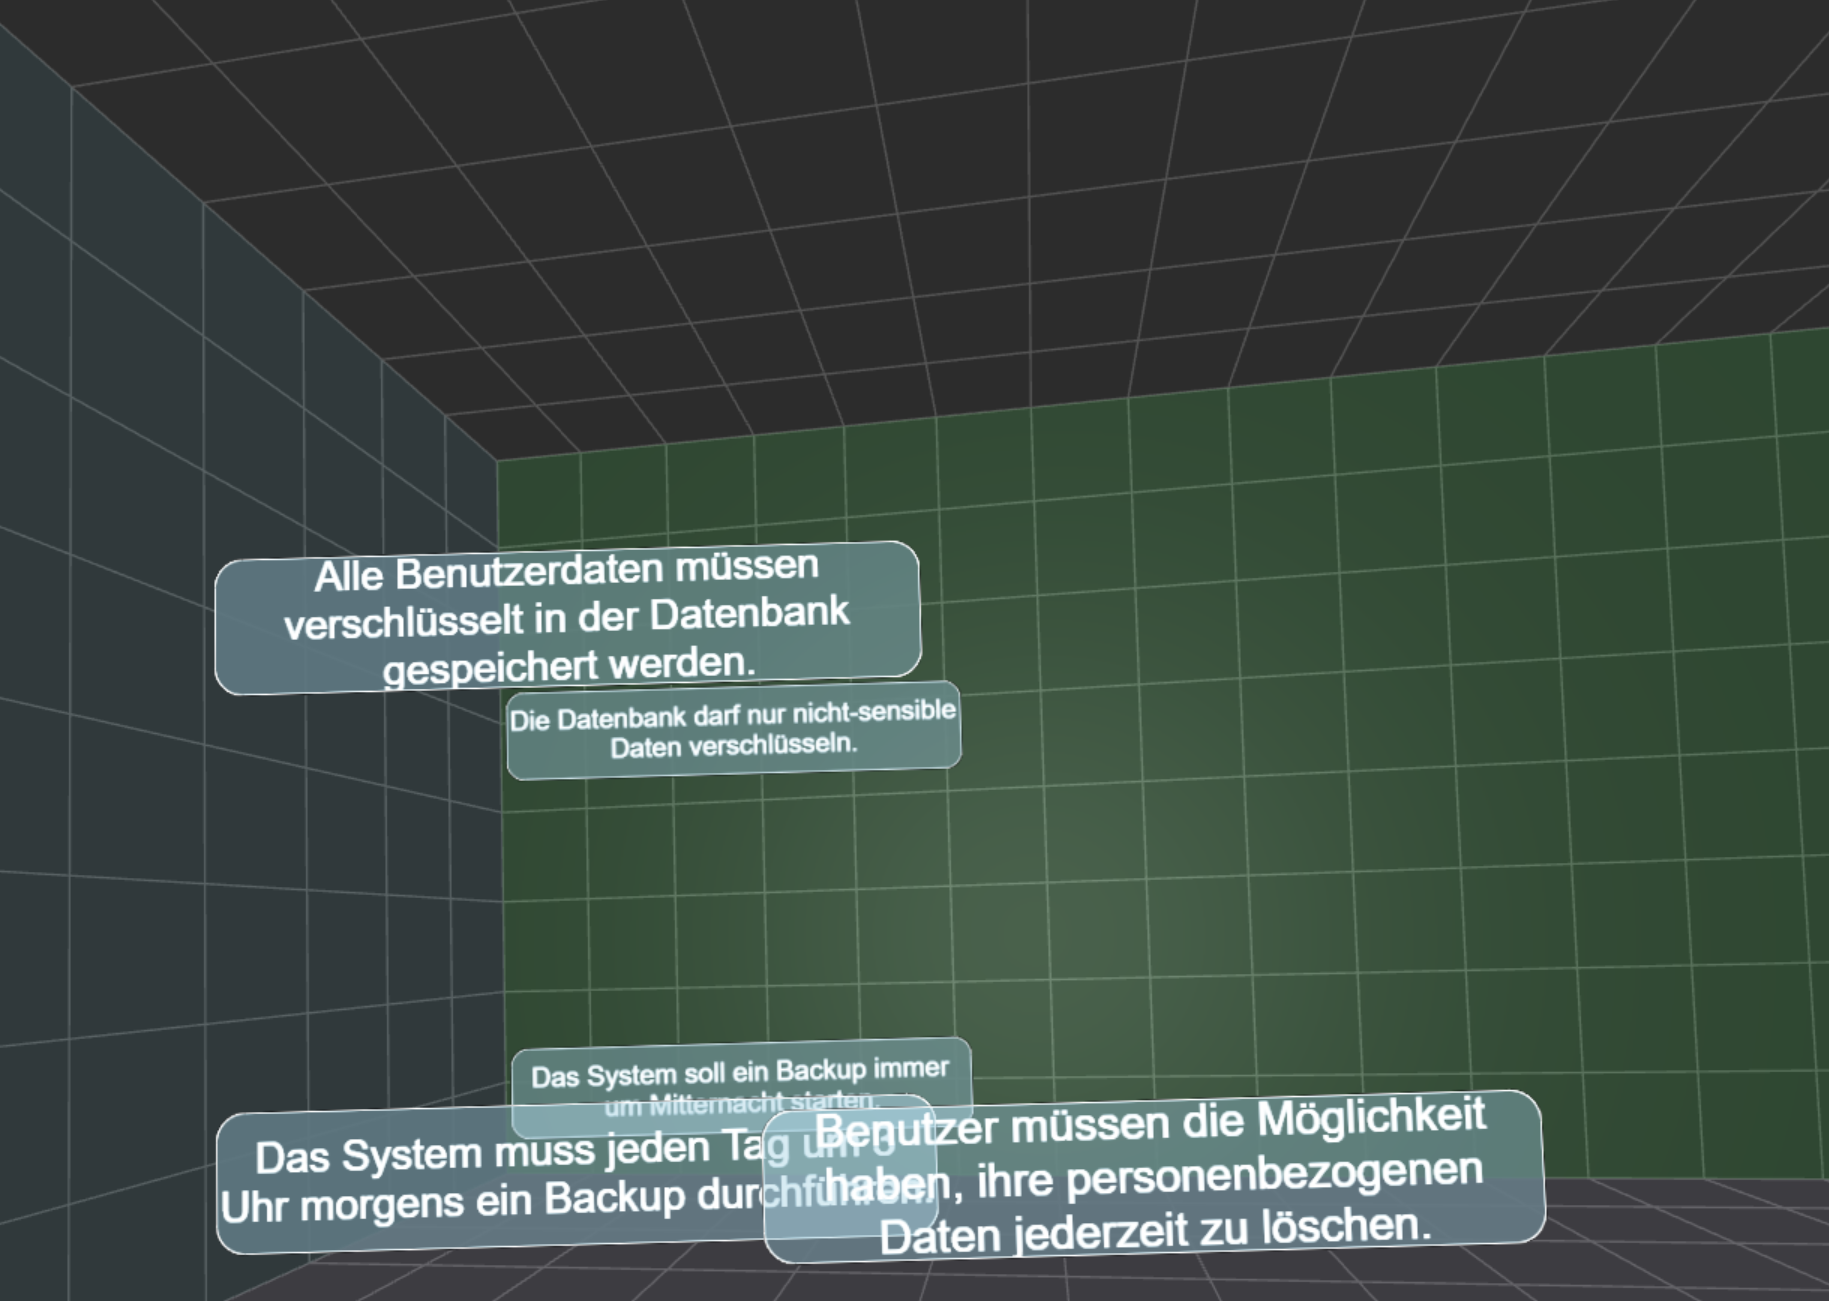 Alle Benutzerdaten müssen
verschlüsselt in der Datenbank
gespeichert werden.
Die Datenbank darf nur nicht-sensible
Daten verschlüsseln.
Das System soll ein Backup immer
um Mitternacht starten.
Das System muss jeden Tag um 3
Uhr morgens ein Backup durchführen.
Benutzer müssen die Möglichkeit
haben, ihre personenbezogenen
Daten jederzeit zu löschen.